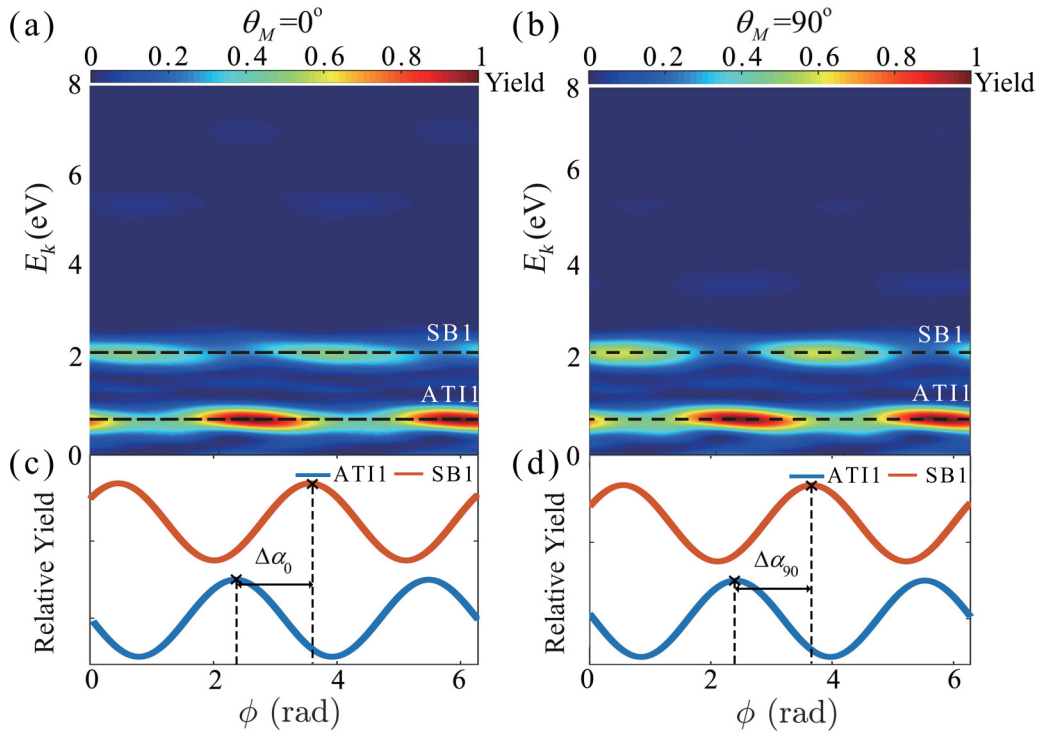 (a) θ_M=0°
0 0.2 0.4 0.6 0.8 1
Yield
8
6
4
2
0
E_k (eV)
SB1
ATI1
(b) θ_M=90°
0 0.2 0.4 0.6 0.8 1
Yield
8
6
4
2
0
E_k (eV)
SB1
ATI1
(c)
ATI1 SB1
Δα_0
Relative Yield
0 2 4 6
ϕ (rad)
(d)
ATI1 SB1
Δα_90
Relative Yield
0 2 4 6
ϕ (rad)